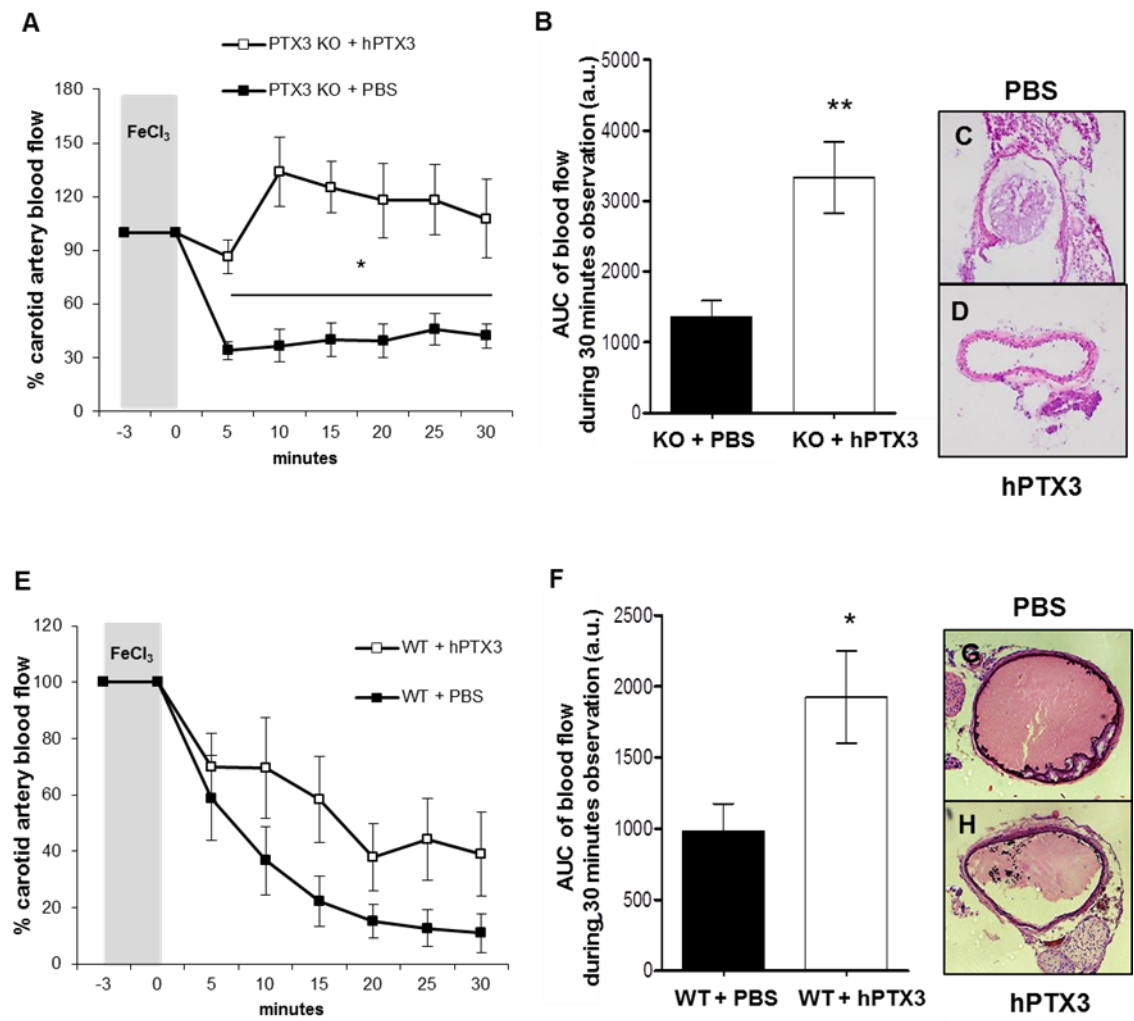 A
PTX3 KO + hPTX3
PTX3 KO + PBS
% carotid artery blood flow
180
150
120
90
60
30
0
FeCl3
*
-3 0 5 10 15 20 25 30
minutes
B
AUC of blood flow
during 30 minutes observation (a.u.)
5000
4000
3000
2000
1000
0
**
KO + PBS KO + hPTX3
PBS
C
D
hPTX3
E
WT + hPTX3
WT + PBS
% carotid artery blood flow
120
100
80
60
40
20
0
FeCl3
-3 0 5 10 15 20 25 30
minutes
F
AUC of blood flow
during 30 minutes observation (a.u.)
2500
2000
1500
1000
500
0
*
WT + PBS WT + hPTX3
PBS
G
H
hPTX3